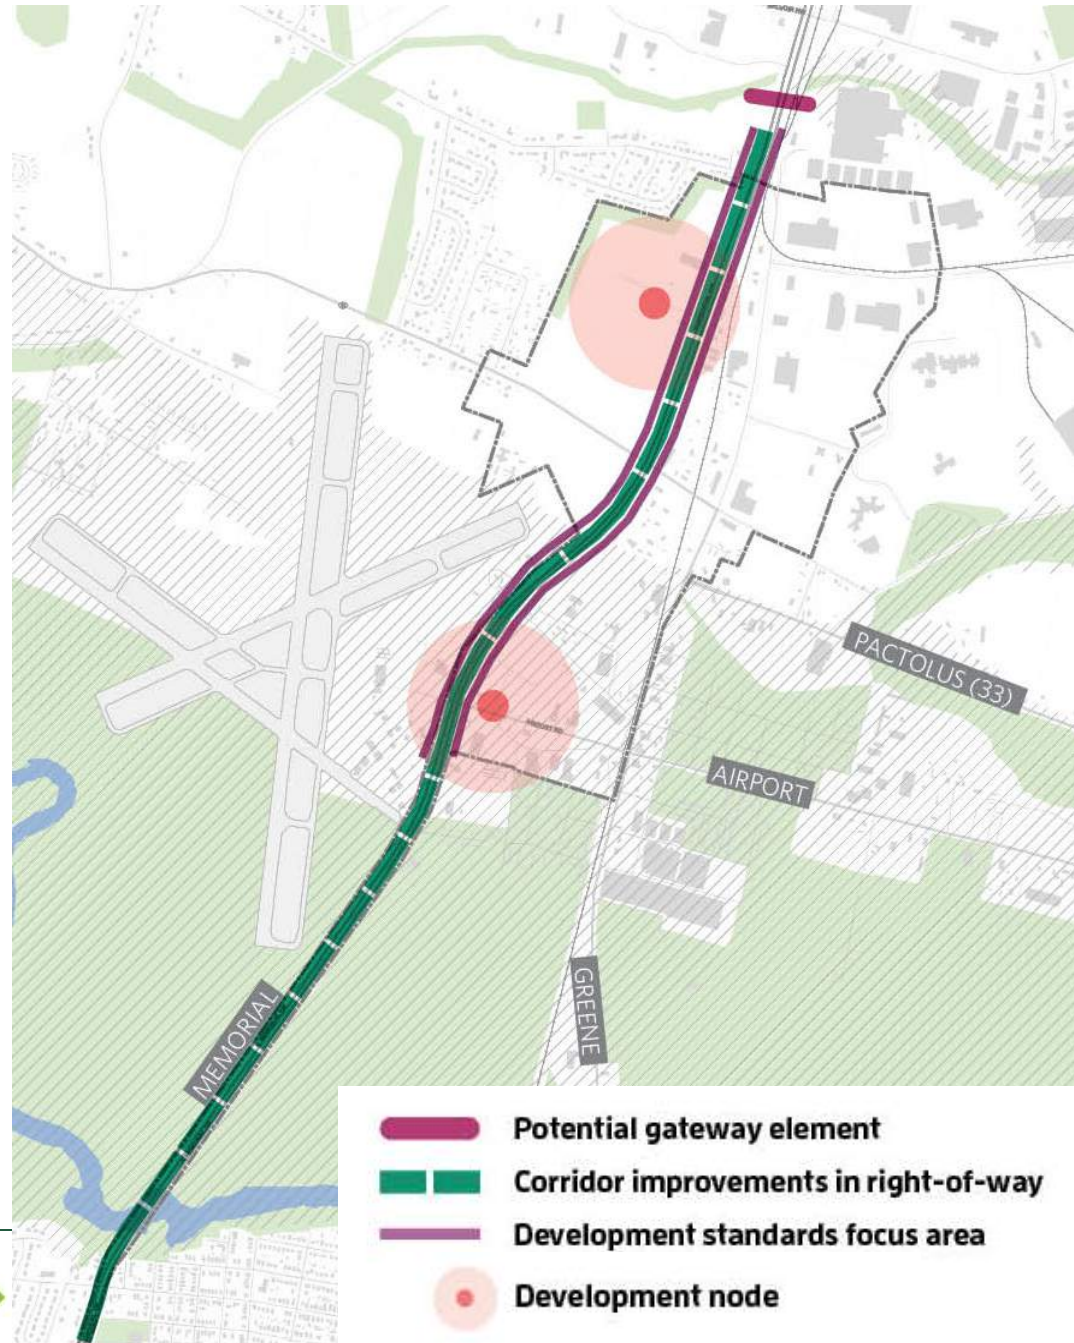 PACTOLUS (33)
AIRPORT
GREENE
MEMORIAL
Potential gateway element
Corridor improvements in right-of-way
Development standards focus area
Development node